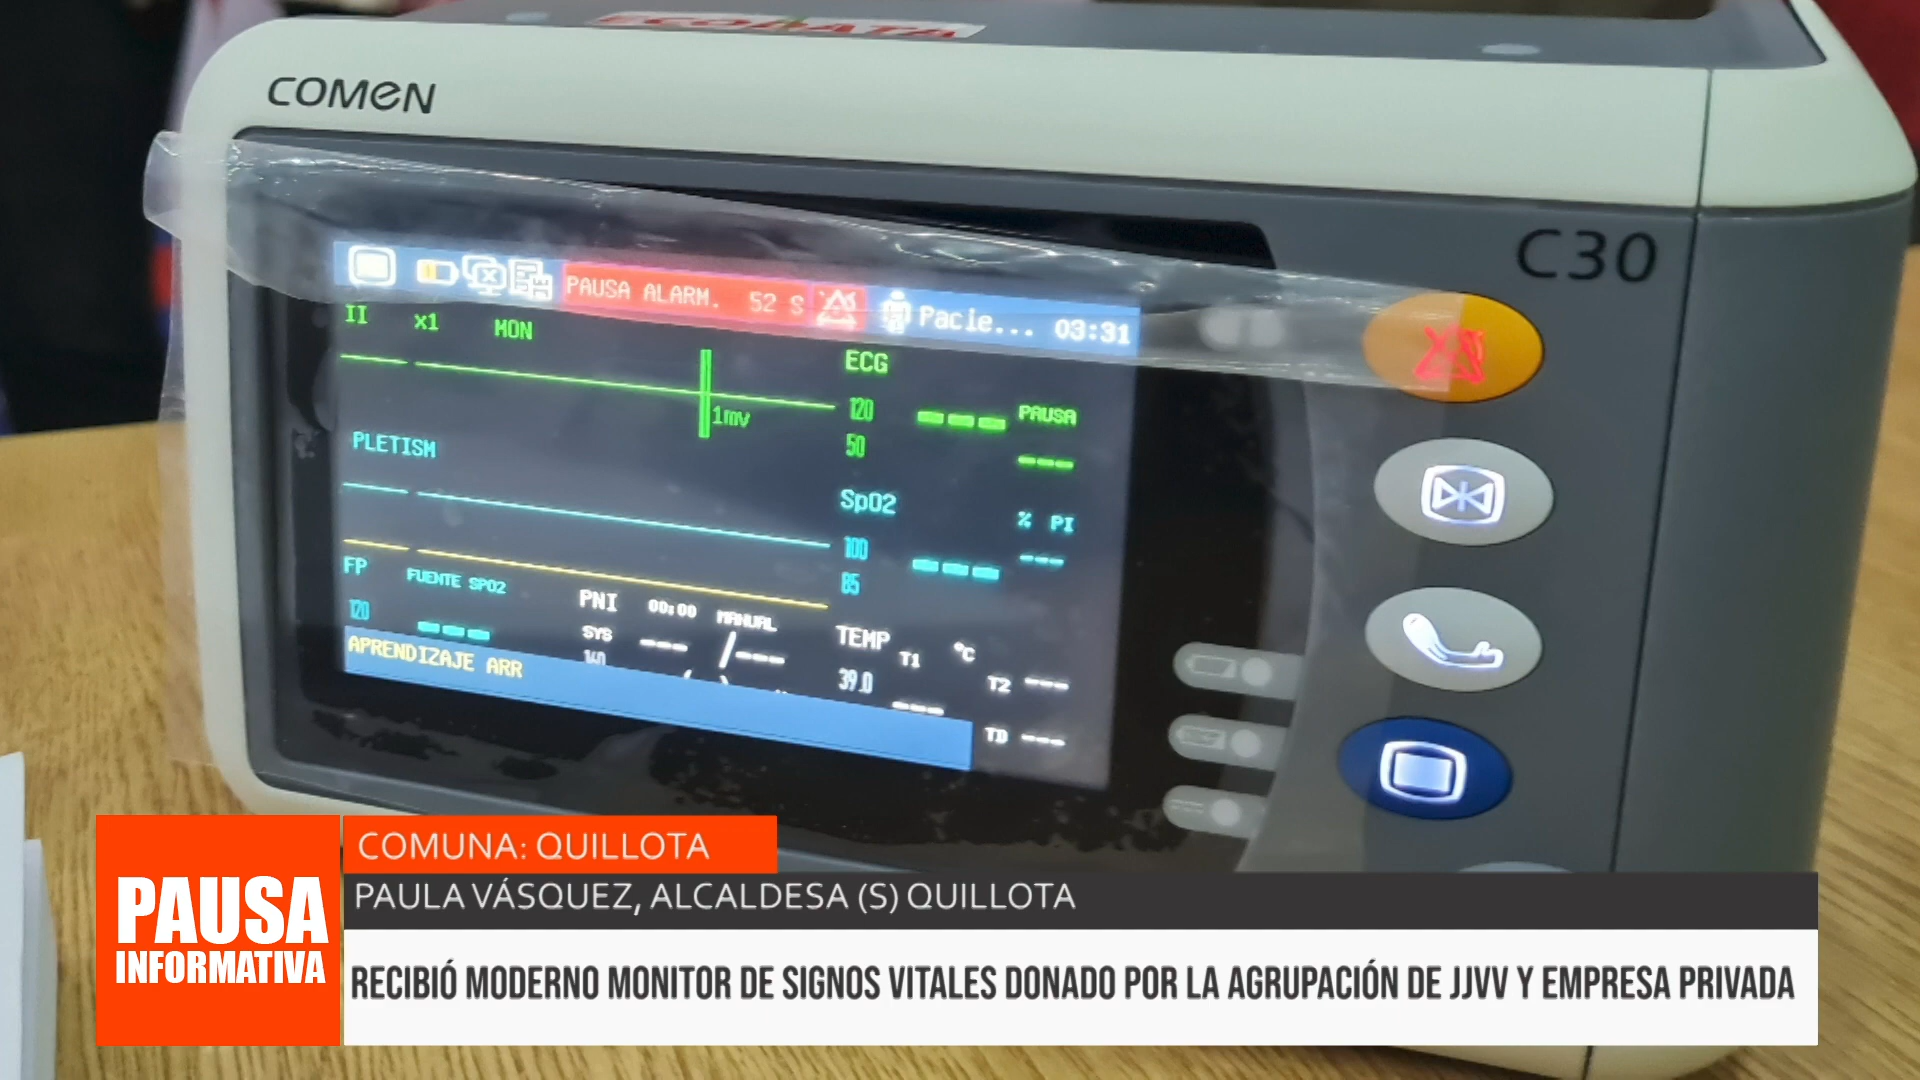 ECODATA
COMEN
C30
PAUSA ALARM. 52 S
Pacie... 03:31
II x1 MON
1mv
ECG
120
50
PAUSA
PLETISM
SpO2
100
85
% PI
FP
FUENTE SPO2
120
PNI 00:00 MANUAL
SYS
140
TEMP
T1
°C
39.0
T2
TD
APRENDIZAJE ARR
COMUNA: QUILLOTA
PAULA VÁSQUEZ, ALCALDESA (S) QUILLOTA
PAUSA
INFORMATIVA
RECIBIÓ MODERNO MONITOR DE SIGNOS VITALES DONADO POR LA AGRUPACIÓN DE JJVV Y EMPRESA PRIVADA